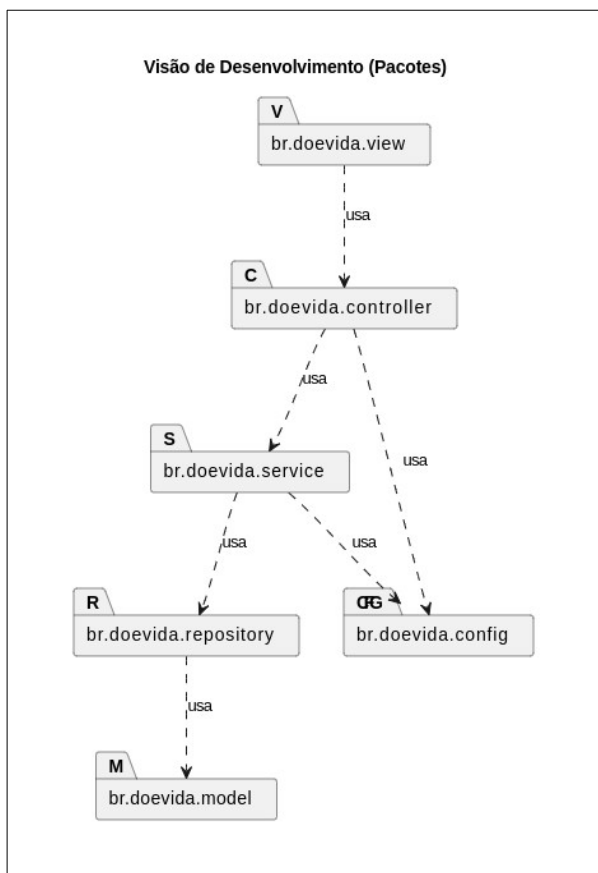 Visão de Desenvolvimento (Pacotes)
V
br.doevida.view
usa
C
br.doevida.controller
usa
S
br.doevida.service
usa
usa
usa
R
br.doevida.repository
CFG
br.doevida.config
usa
M
br.doevida.model